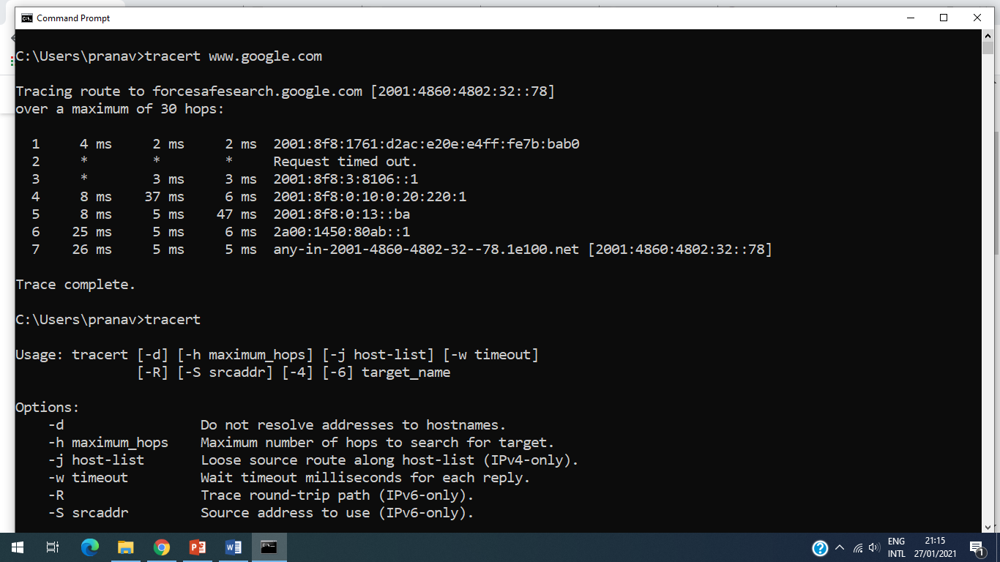 Command Prompt
C:\Users\pranav>tracert www.google.com
Tracing route to forcesafesearch.google.com [2001:4860:4802:32::78]
over a maximum of 30 hops:
1 4 ms 2 ms 2 ms 2001:8f8:1761:d2ac:e20e:e4ff:fe7b:bab0
2 * * * Request timed out.
3 * 3 ms 3 ms 2001:8f8:3:8106::1
4 8 ms 37 ms 6 ms 2001:8f8:0:10:0:20:220:1
5 8 ms 5 ms 47 ms 2001:8f8:0:13::ba
6 25 ms 5 ms 6 ms 2a00:1450:80ab::1
7 26 ms 5 ms 5 ms any-in-2001-4860-4802-32--78.1e100.net [2001:4860:4802:32::78]
Trace complete.
C:\Users\pranav>tracert
Usage: tracert [-d] [-h maximum_hops] [-j host-list] [-w timeout]
[-R] [-S srcaddr] [-4] [-6] target_name
Options:
-d Do not resolve addresses to hostnames.
-h maximum_hops Maximum number of hops to search for target.
-j host-list Loose source route along host-list (IPv4-only).
-w timeout Wait timeout milliseconds for each reply.
-R Trace round-trip path (IPv6-only).
-S srcaddr Source address to use (IPv6-only).
ENG 21:15
INTL 27/01/2021 1